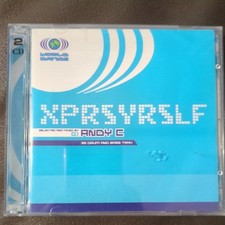 2
CD
WORLD
DANCE
XPRSYRSLF
SELECTED AND MIXED BY
DJ ANDY C